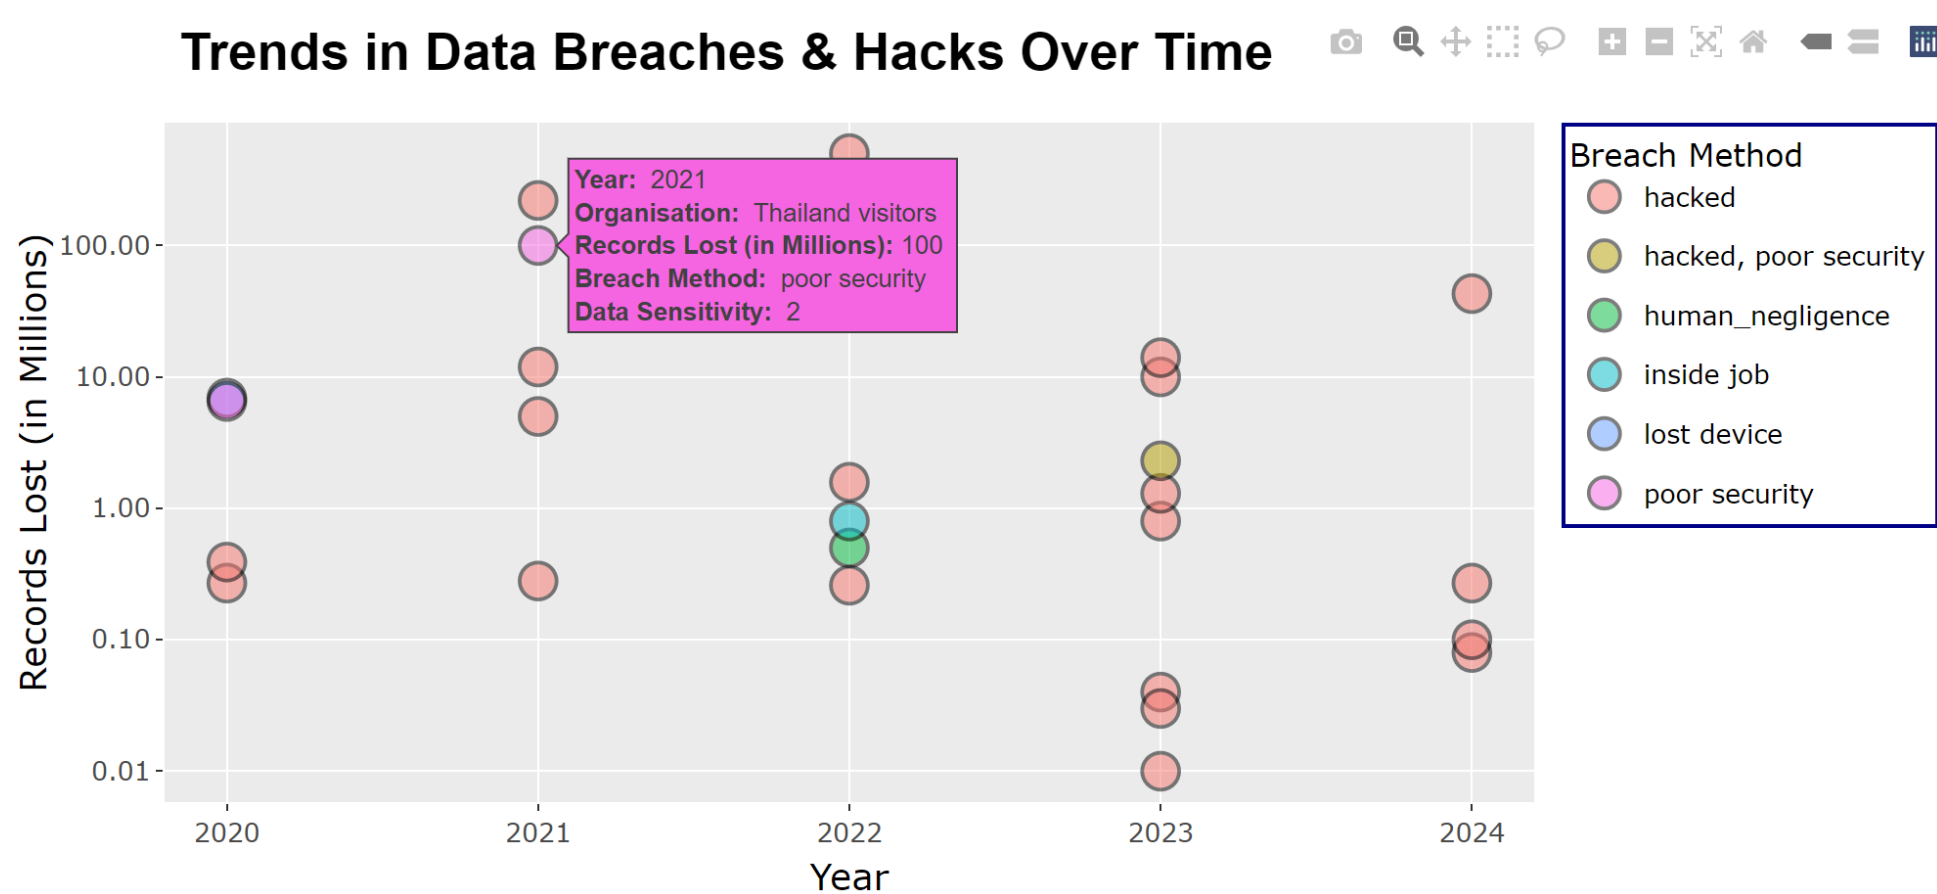 Trends in Data Breaches & Hacks Over Time
Records Lost (in Millions)
100.00
10.00
1.00
0.10
0.01
Year: 2021
Organisation: Thailand visitors
Records Lost (in Millions): 100
Breach Method: poor security
Data Sensitivity: 2
2020
2021
2022
2023
2024
Year
Breach Method
hacked
hacked, poor security
human_negligence
inside job
lost device
poor security